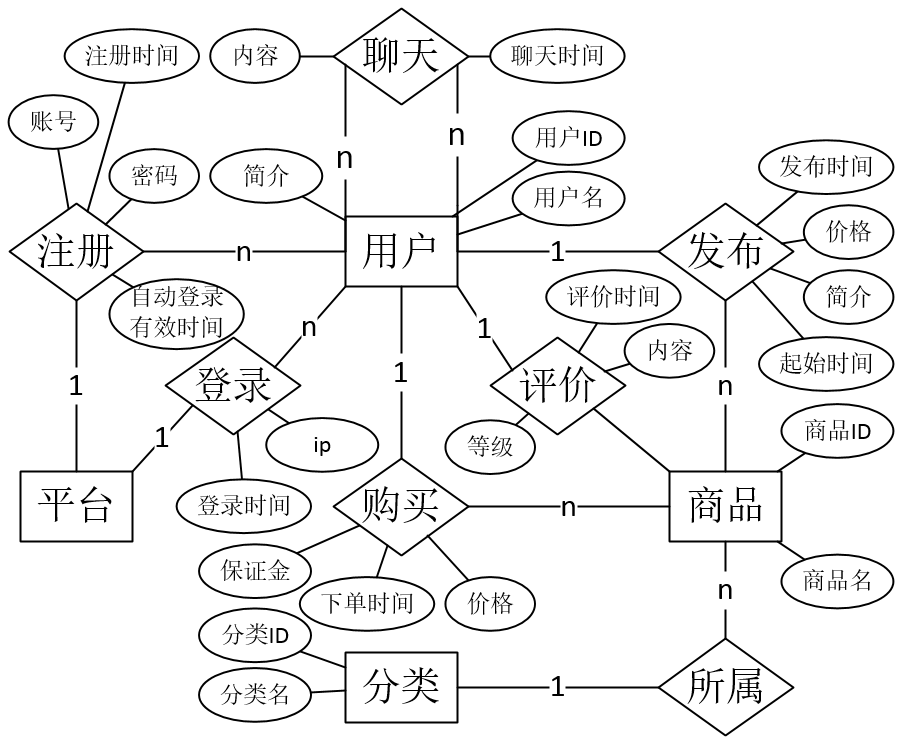 注册时间
内容
聊天
聊天时间
账号
n
n
用户ID
密码
简介
用户名
发布时间
注册
n
用户
1
发布
价格
自动登录
有效时间
评价时间
简介
n
1
内容
起始时间
1
登录
1
评价
n
1
ip
等级
商品ID
平台
登录时间
购买
n
商品
保证金
下单时间
价格
商品名
n
分类ID
分类名
分类
1
所属